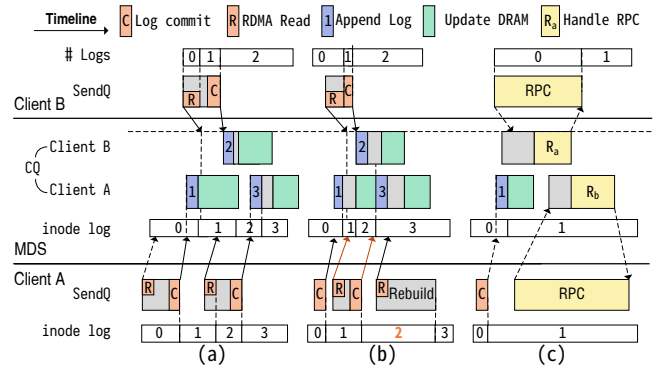 Timeline C Log commit R RDMA Read 1 Append Log Update DRAM Ra Handle RPC
# Logs 0 1 2 0 1 2 0 1
SendQ R C R C RPC
Client B
Client B 2 2 Ra
CQ
Client A 1 3 1 3 1 Rb
inode log 0 1 2 3 0 1 2 3 0 1
MDS
Client A
SendQ R C R C C R C R Rebuild C RPC
inode log 0 1 2 3 0 1 2 3 0 1
(a) (b) (c)